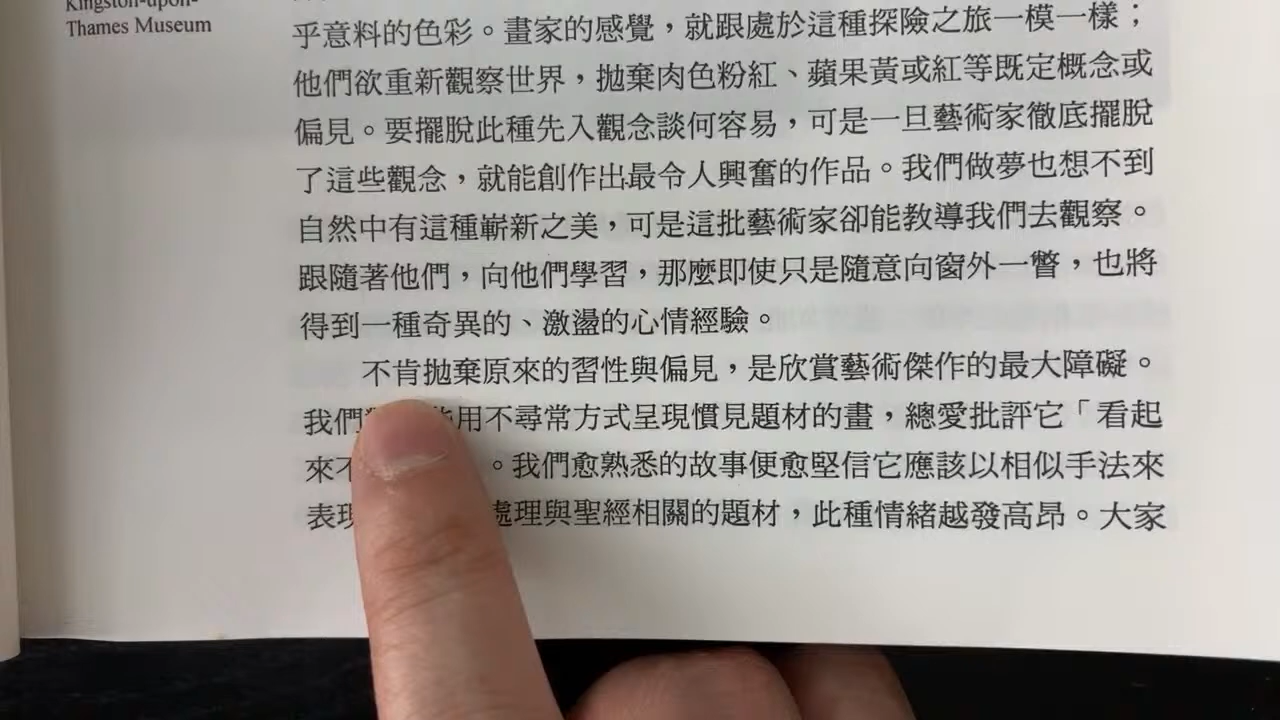 Kingston-upon-
Thames Museum
乎意料的色彩。畫家的感覺，就跟處於這種探險之旅一模一樣；
他們欲重新觀察世界，拋棄肉色粉紅、蘋果黃或紅等既定概念或
偏見。要擺脫此種先入觀念談何容易，可是一旦藝術家徹底擺脫
了這些觀念，就能創作出最令人興奮的作品。我們做夢也想不到
自然中有這種嶄新之美，可是這批藝術家卻能教導我們去觀察。
跟隨著他們，向他們學習，那麼即使只是隨意向窗外一瞥，也將
得到一種奇異的、激盪的心情經驗。
不肯拋棄原來的習性與偏見，是欣賞藝術傑作的最大障礙。
我們用不尋常方式呈現慣見題材的畫，總愛批評它「看起
來不。我們愈熟悉的故事便愈堅信它應該以相似手法來
表現處理與聖經相關的題材，此種情緒越發高昂。大家